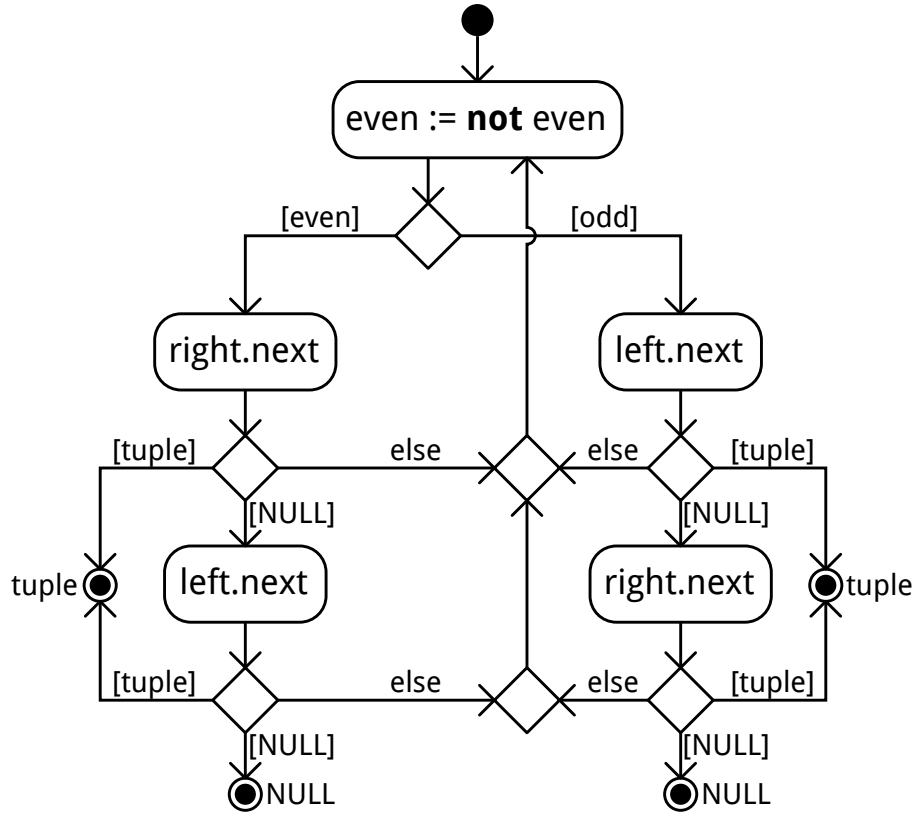 even := not even
[even]
[odd]
right.next
left.next
[tuple]
else
else
[tuple]
[NULL]
[NULL]
tuple
left.next
right.next
tuple
[tuple]
else
else
[tuple]
[NULL]
[NULL]
NULL
NULL